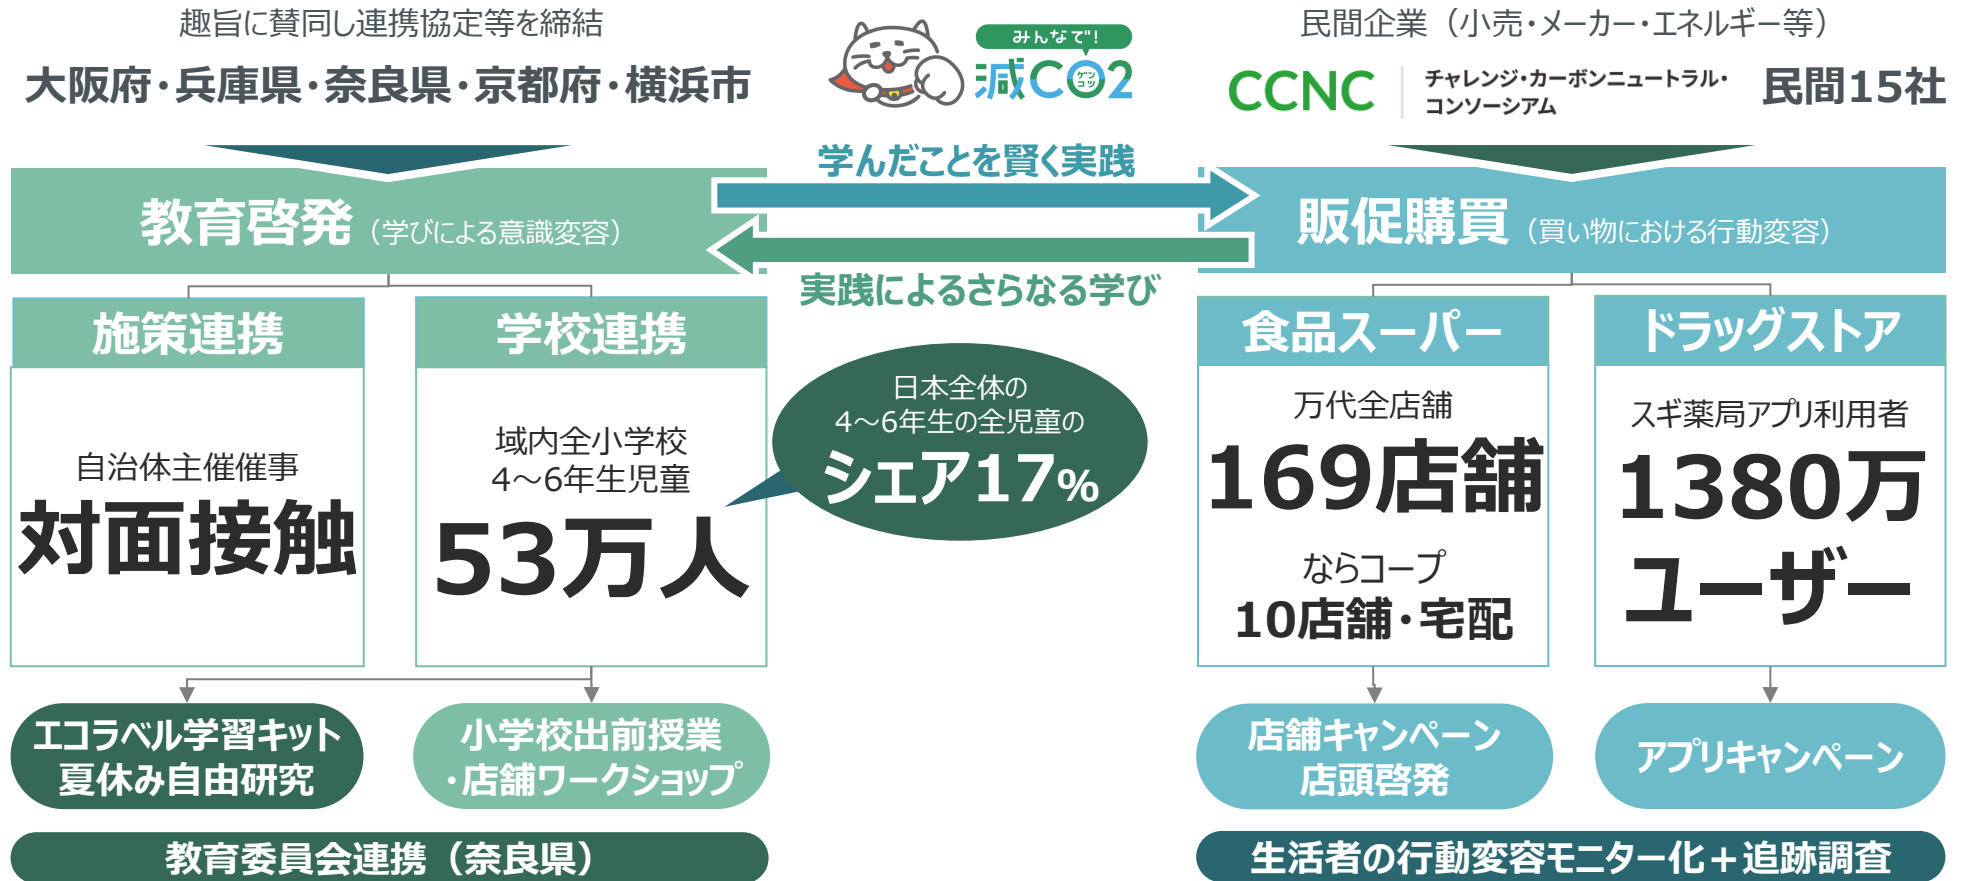 趣旨に賛同し連携協定等を締結
大阪府・兵庫県・奈良県・京都府・横浜市
みんなで!
減CO2
ゲンコツ
民間企業（小売・メーカー・エネルギー等）
CCNC
チャレンジ・カーボンニュートラル・
コンソーシアム
民間15社
学んだことを賢く実践
教育啓発（学びによる意識変容）
販促購買（買い物における行動変容）
実践によるさらなる学び
施策連携
学校連携
自治体主催催事
対面接触
域内全小学校
4～6年生児童
53万人
日本全体の
4～6年生の全児童の
シェア17%
食品スーパー
ドラッグストア
万代全店舗
169店舗
ならコープ
10店舗・宅配
スギ薬局アプリ利用者
1380万
ユーザー
エコラベル学習キット
夏休み自由研究
小学校出前授業
・店舗ワークショップ
店舗キャンペーン
店頭啓発
アプリキャンペーン
教育委員会連携（奈良県）
生活者の行動変容モニター化＋追跡調査